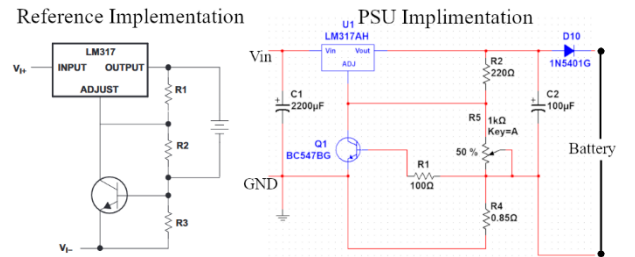 Reference Implementation
PSU Implimentation
LM317
INPUT OUTPUT
ADJUST
VI+
R1
R2
R3
VI−
U1
LM317AH
Vin Vout
ADJ
Vin
C1
2200µF
Q1
BC547BG
GND
R2
220Ω
R5
1kΩ
Key=A
50 %
R1
100Ω
R4
0.85Ω
C2
100µF
D10
1N5401G
Battery